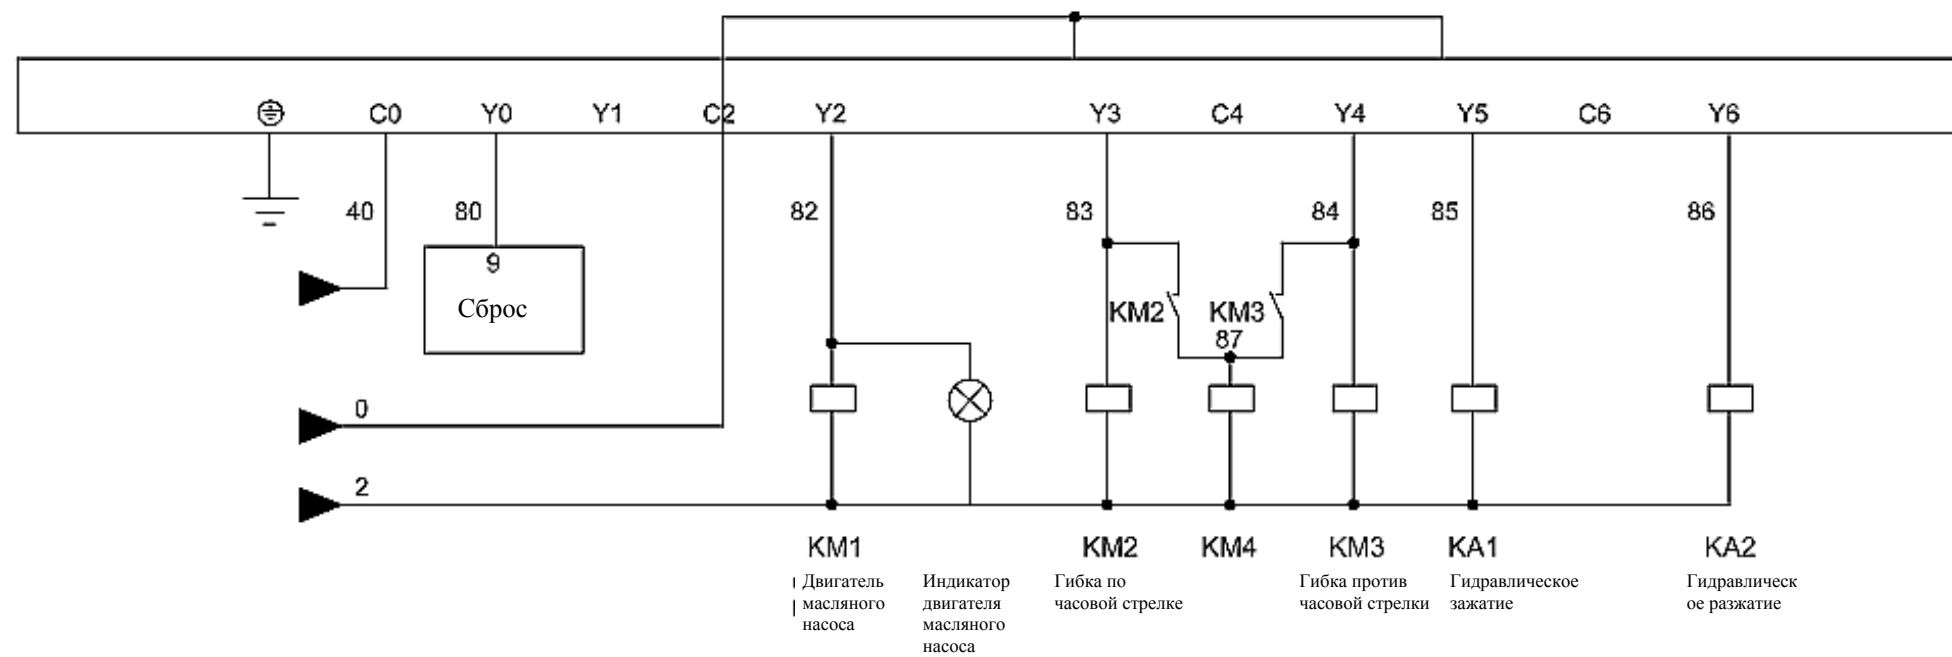 C0 Y0 Y1 C2 Y2 Y3 C4 Y4 Y5 C6 Y6
40 80 82 83 84 85 86
9
Сброс
KM2 KM3
87
0
2
KM1 KM2 KM4 KM3 KA1 KA2
Двигатель
масляного
насоса
Индикатор
двигателя
масляного
насоса
Гибка по
часовой стрелке
Гибка против
часовой стрелки
Гидравлическое
зажатие
Гидравлическ
ое разжатие